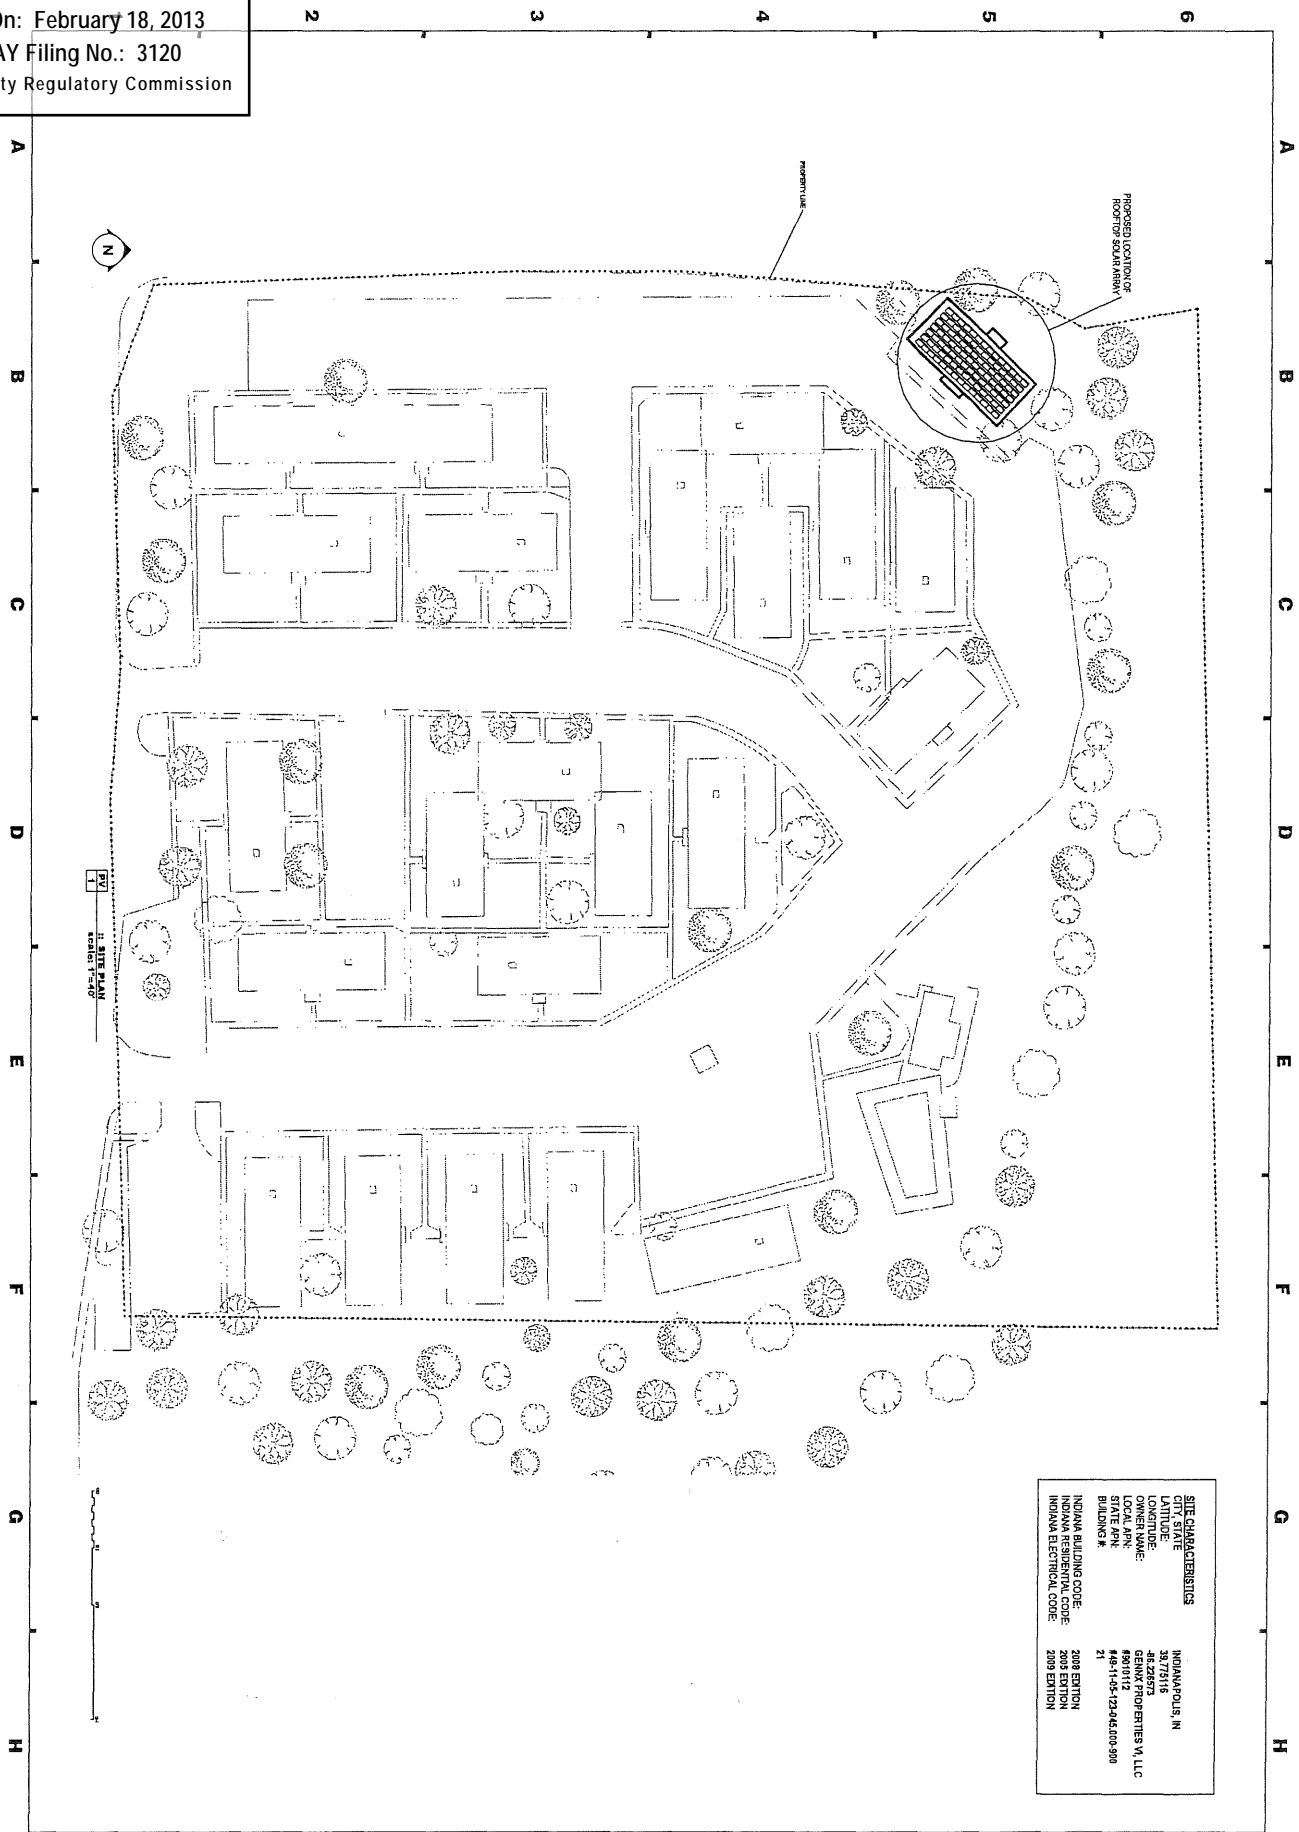 On: February 18, 2013
AY Filing No.: 3120
ty Regulatory Commission
2
3
4
5
6
A
B
C
D
E
F
G
H
A
B
C
D
E
F
G
H
PROPERTY LINE
PROPOSED LOCATION OF
ROOFTOP SOLAR ARRAY
N
PV
1
:: SITE PLAN
scale: 1"=40'
SITE CHARACTERISTICS
CITY, STATE INDIANAPOLIS, IN
LATITUDE: 39.775116
LONGITUDE: -86.226573
OWNER NAME: GENNX PROPERTIES VI, LLC
LOCAL APN: #9010112
STATE APN: #49-11-05-123-045.000-900
BUILDING #: 21
INDIANA BUILDING CODE: 2008 EDITION
INDIANA RESIDENTIAL CODE: 2005 EDITION
INDIANA ELECTRICAL CODE: 2009 EDITION